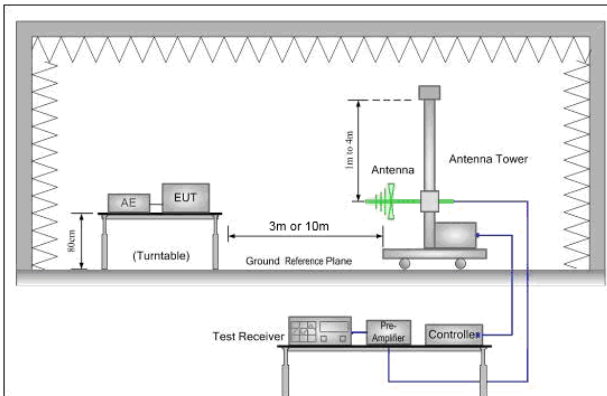 1m to 4m
Antenna
Antenna Tower
AE
EUT
80cm
(Turntable)
3m or 10m
Ground Reference Plane
Test Receiver
Pre-
Amplifier
Controller